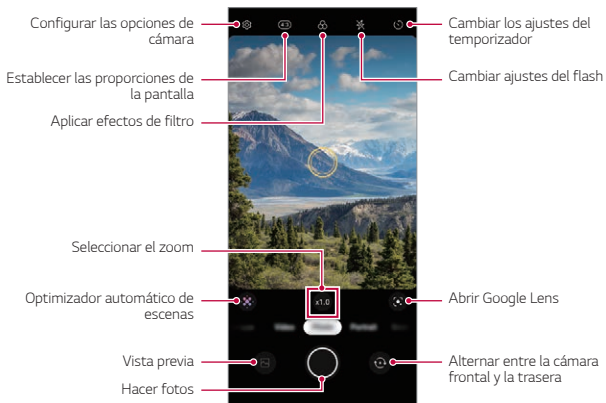 Configurar las opciones de
cámara
Establecer las proporciones de
la pantalla
Aplicar efectos de filtro
Seleccionar el zoom
Optimizador automático de
escenas
Vista previa
Hacer fotos
Cambiar los ajustes del
temporizador
Cambiar ajustes del flash
x1.0
Video
Photo
Portrait
Abrir Google Lens
Alternar entre la cámara
frontal y la trasera